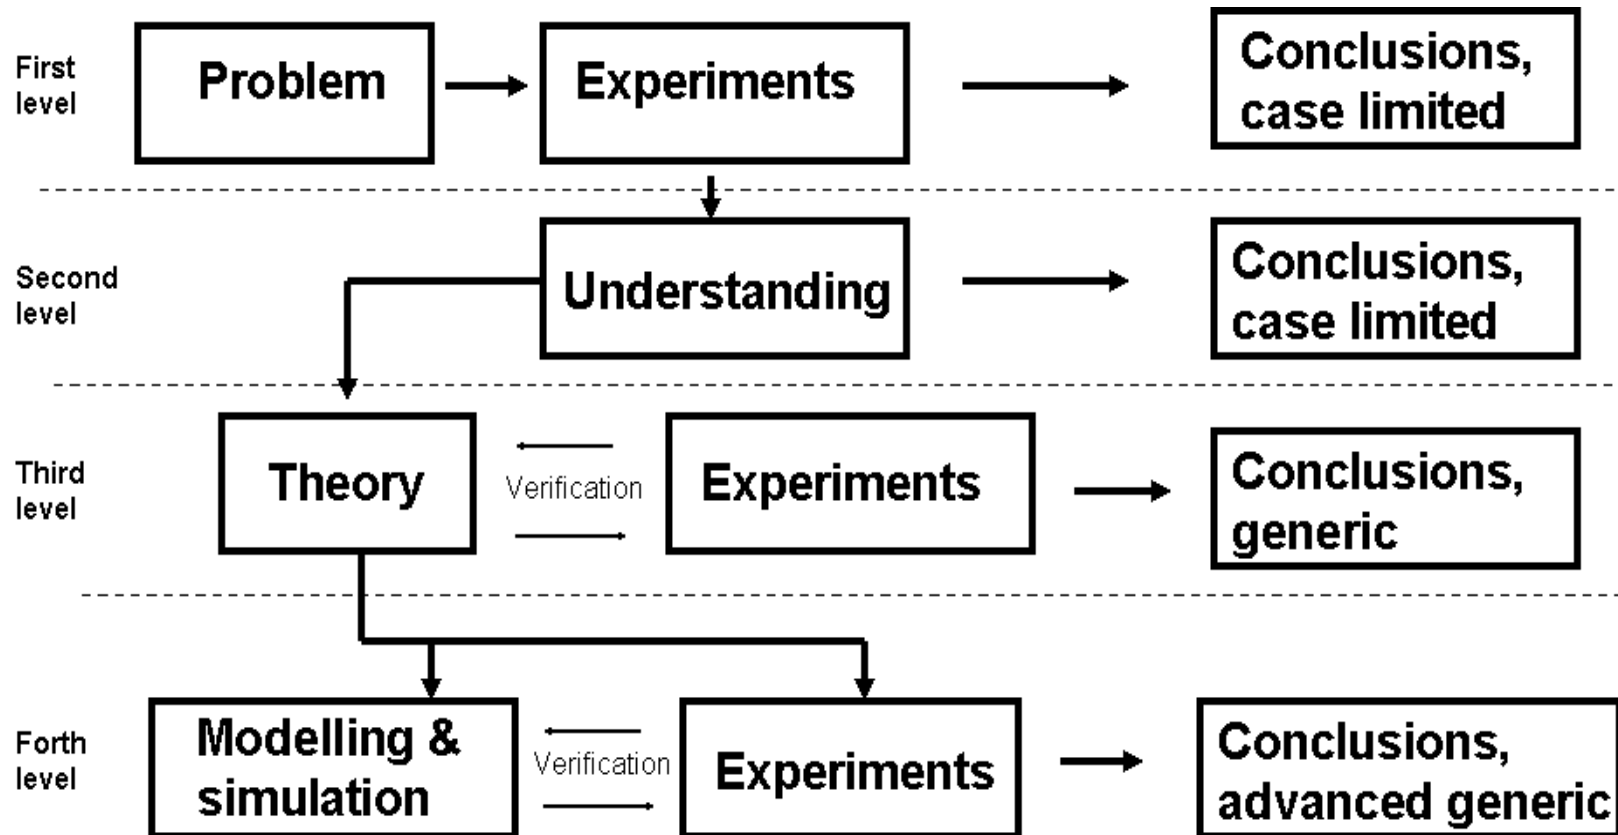 First
level
Problem
Experiments
Conclusions,
case limited
Second
level
Understanding
Conclusions,
case limited
Third
level
Theory
Verification
Experiments
Conclusions,
generic
Forth
level
Modelling &
simulation
Verification
Experiments
Conclusions,
advanced generic